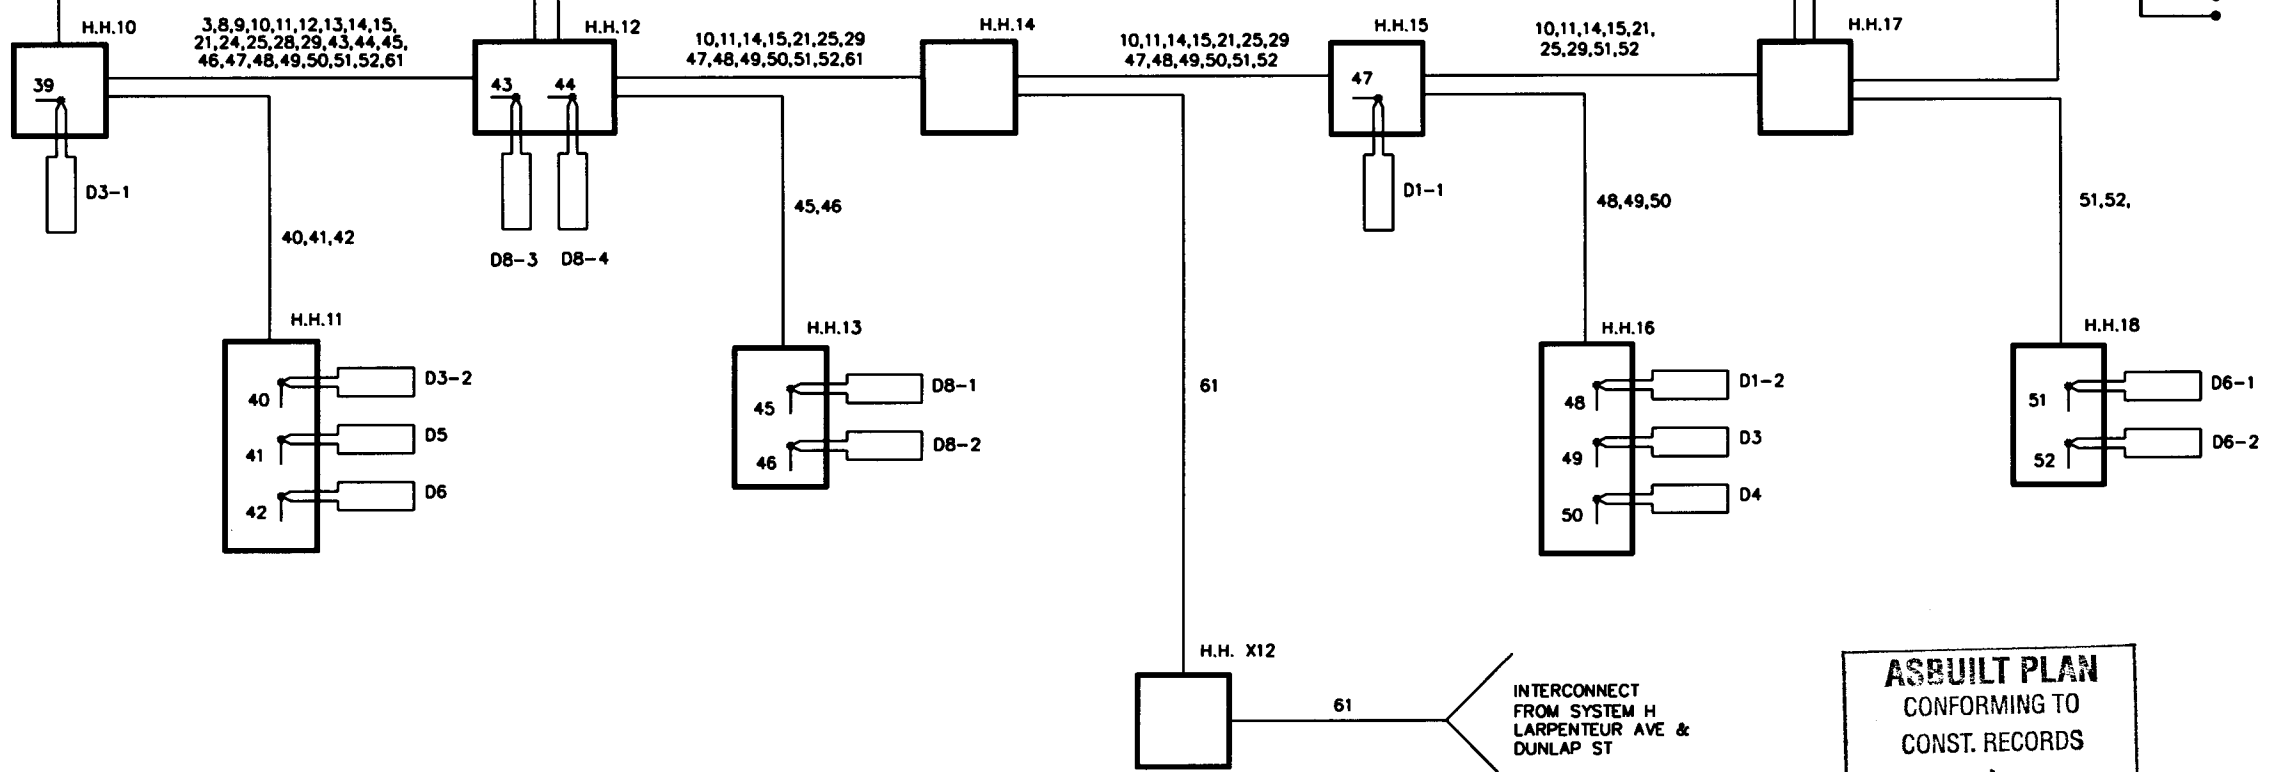 H.H.10
3,8,9,10,11,12,13,14,15,
21,24,25,28,29,43,44,45,
46,47,48,49,50,51,52,61
H.H.12
10,11,14,15,21,25,29
47,48,49,50,51,52,61
H.H.14
10,11,14,15,21,25,29
47,48,49,50,51,52
H.H.15
10,11,14,15,21,
25,29,51,52
H.H.17
39
43
44
47
D3-1
D8-3
D8-4
D1-1
40,41,42
45,46
48,49,50
51,52,
H.H.11
40
D3-2
41
D5
42
D6
H.H.13
45
D8-1
46
D8-2
61
H.H.16
48
D1-2
49
D3
50
D4
H.H.18
51
D6-1
52
D6-2
H.H. X12
61
INTERCONNECT
FROM SYSTEM H
LARPENTEUR AVE &
DUNLAP ST
ASBUILT PLAN
CONFORMING TO
CONST. RECORDS